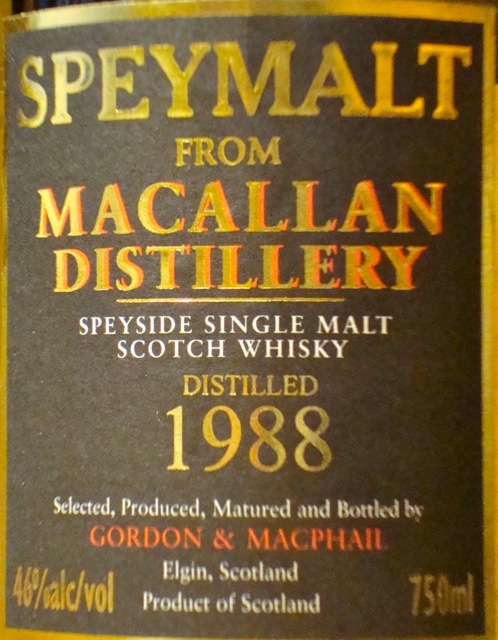 SPEYMALT
FROM
MACALLAN
DISTILLERY
SPEYSIDE SINGLE MALT
SCOTCH WHISKY
DISTILLED
1988
Selected, Produced, Matured and Bottled by
GORDON & MACPHAIL
Elgin, Scotland
46%alc/vol
Product of Scotland
750ml